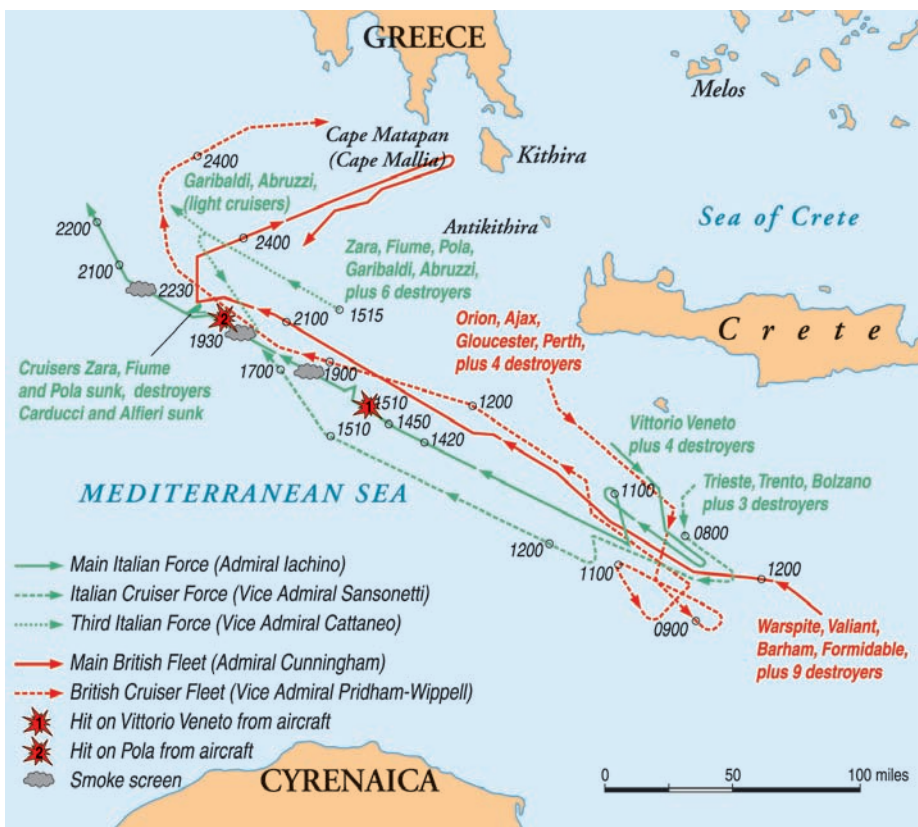 GREECE
Melos
Cape Matapan
(Cape Mallia)
Kithira
2400
Garibaldi, Abruzzi,
(light cruisers)
Antikithira
Sea of Crete
2200
2400
2100
2230
Zara, Fiume, Pola,
Garibaldi, Abruzzi,
plus 6 destroyers
1515
2
2100
1930
Orion, Ajax,
Gloucester, Perth,
plus 4 destroyers
Crete
Cruisers Zara, Fiume
and Pola sunk, destroyers
Carducci and Alfieri sunk
1700
1900
1
1510
1200
1510
1450
1420
Vittorio Veneto
plus 4 destroyers
Trieste, Trento, Bolzano
plus 3 destroyers
MEDITERRANEAN SEA
1100
0800
1200
1100
1200
0900
Warspite, Valiant,
Barham, Formidable,
plus 9 destroyers
Main Italian Force (Admiral Iachino)
Italian Cruiser Force (Vice Admiral Sansonetti)
Third Italian Force (Vice Admiral Cattaneo)
Main British Fleet (Admiral Cunningham)
British Cruiser Fleet (Vice Admiral Pridham-Wippell)
1 Hit on Vittorio Veneto from aircraft
2 Hit on Pola from aircraft
Smoke screen
CYRENAICA
0 50 100 miles